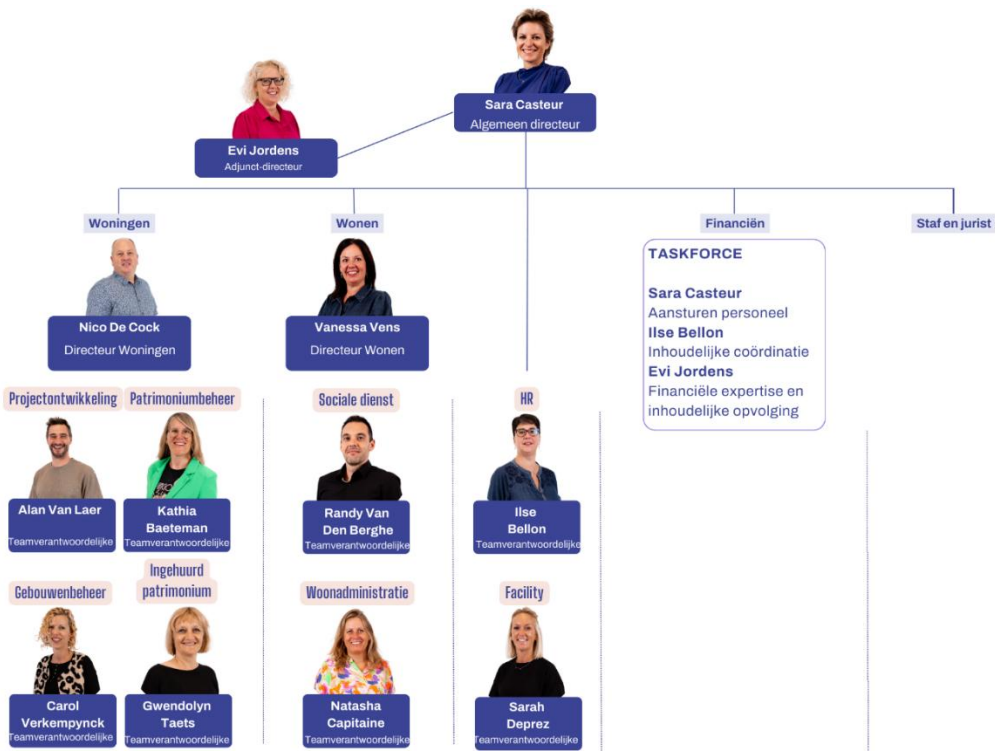 Sara Casteur
Algemeen directeur
Evi Jordens
Adjunct-directeur
Woningen
Wonen
Financiën
Staf en jurist
Nico De Cock
Directeur Woningen
Vanessa Vens
Directeur Wonen
TASKFORCE
Sara Casteur
Aansturen personeel
Ilse Bellon
Inhoudelijke coördinatie
Evi Jordens
Financiële expertise en
inhoudelijke opvolging
Projectontwikkeling
Patrimoniumbeheer
Sociale dienst
HR
Alan Van Laer
Teamverantwoordelijke
Kathia
Baeteman
Teamverantwoordelijke
Randy Van
Den Berghe
Teamverantwoordelijke
Ilse
Bellon
Teamverantwoordelijke
Gebouwenbeheer
Ingehuurd
patrimonium
Woonadministratie
Facility
Carol
Verkempynck
Teamverantwoordelijke
Gwendolyn
Taets
Teamverantwoordelijke
Natasha
Capitaine
Teamverantwoordelijke
Sarah
Deprez
Teamverantwoordelijke